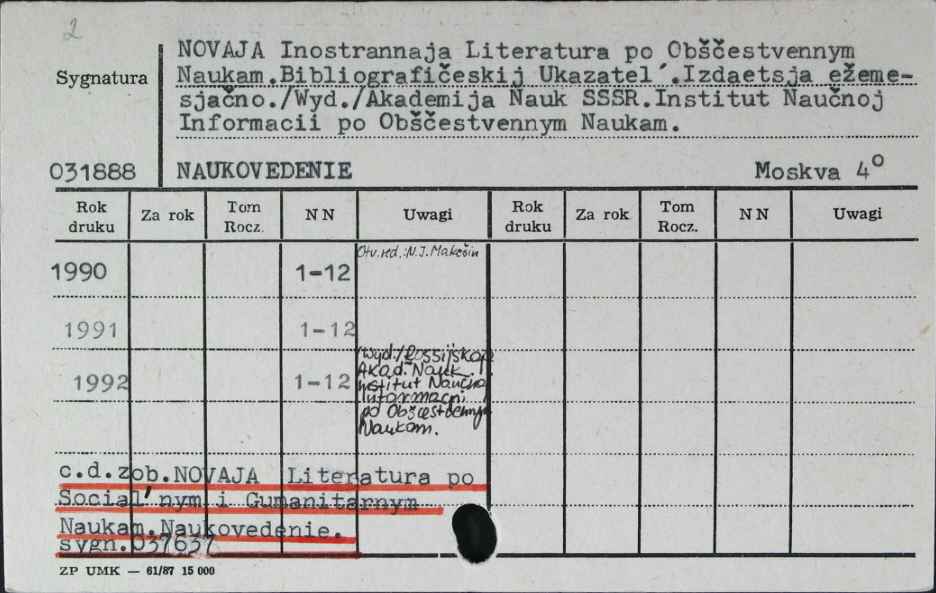 2
NOVAJA Inostrannaja Literatura po Obščestvennym
Sygnatura
Naukam.Bibliografičeskij Ukazatel´.Izdaetsja ežeme-
sjačno./Wyd./Akademija Nauk SSSR.Institut Naučnoj
Informacii po Obščestvennym Naukam.
031888 NAUKOVEDENIE Moskva 4º
Rok druku Za rok Tom Rocz. NN Uwagi Rok druku Za rok Tom Rocz. NN Uwagi
Otv.red.:N.I.Makešin
1990 1-12
1991 1-12
/Wyd./Rossijskaja
Akad. Nauk. I
1992 1-12 nstitut Naučno
Informacii
po Obščestvennym
Naukam.
c.d.zob.NOVAJA Literatura po
Social'nym i Gumanitarnym
Naukam.Naukovedenie.
sygn.037637
ZP UMK — 61/87 15 000